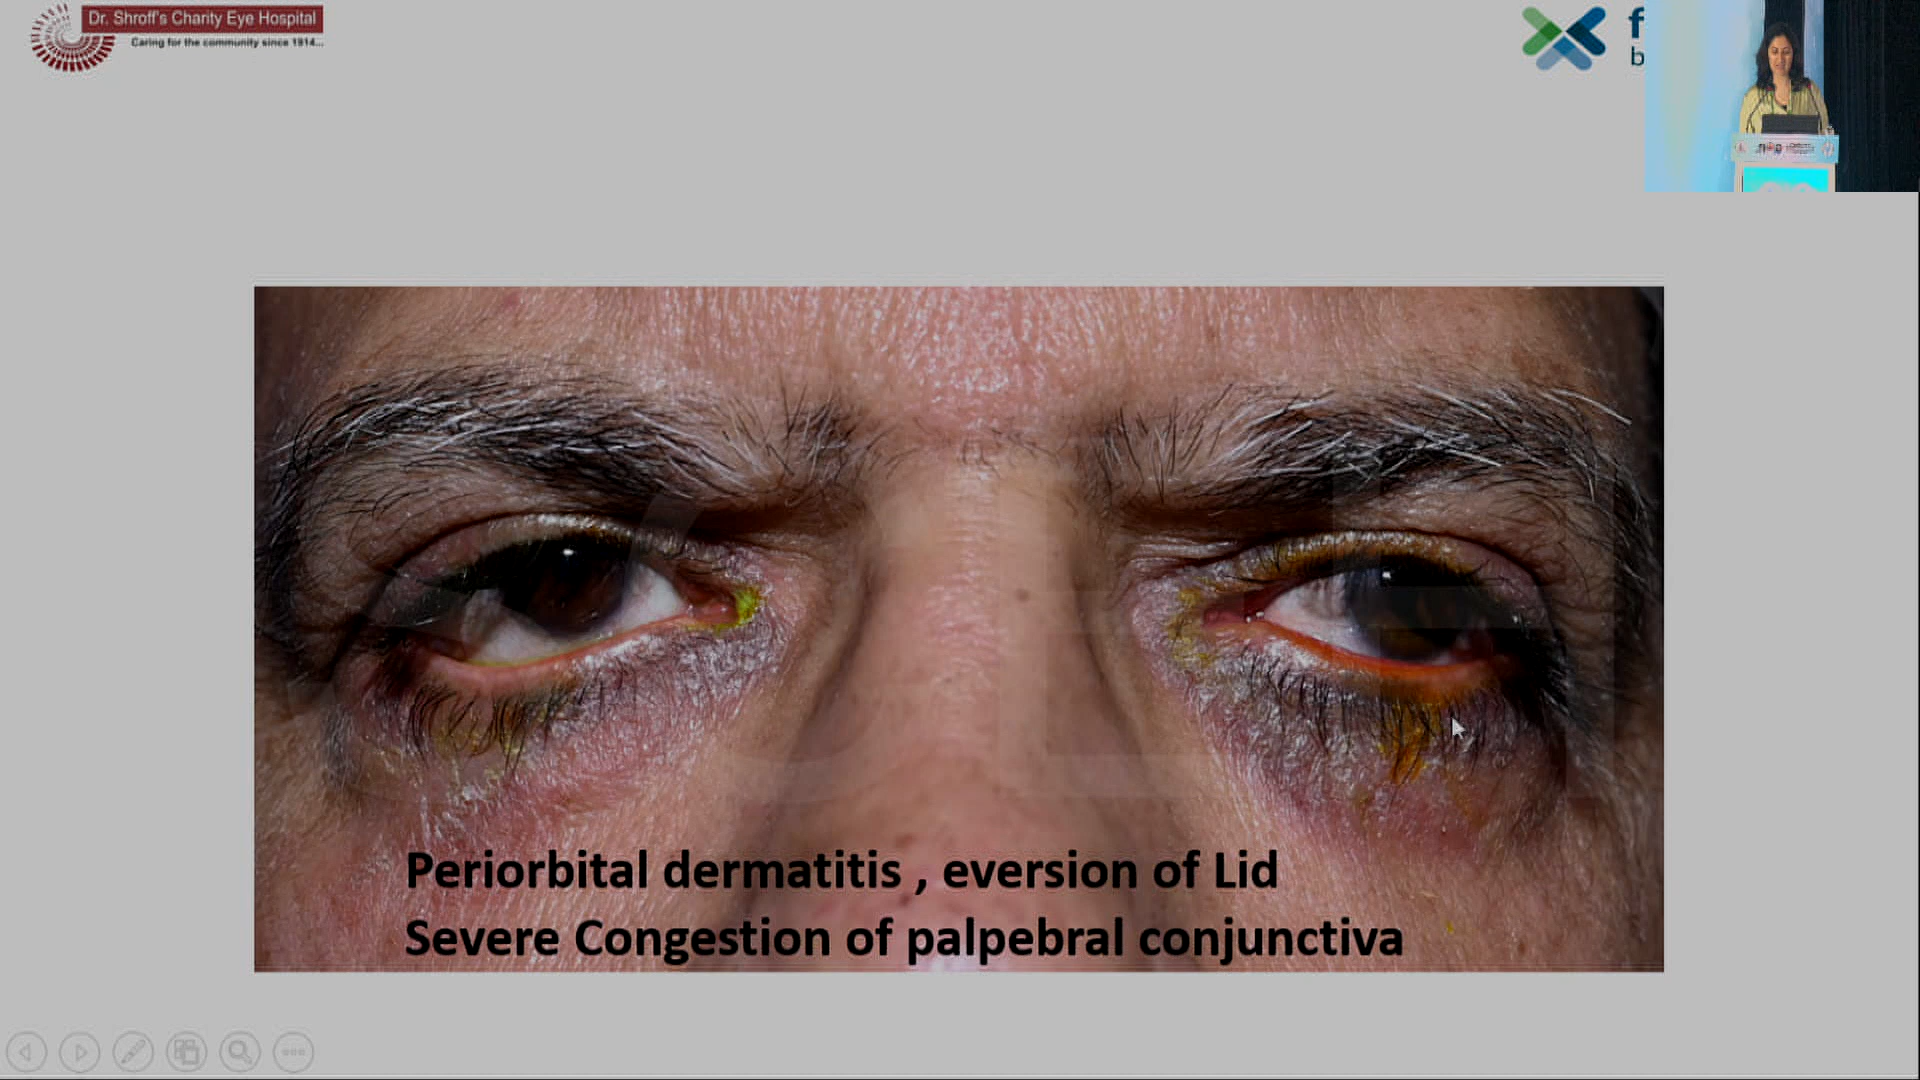 Dr. Shroff's Charity Eye Hospital
Caring for the community since 1914...
Periorbital dermatitis , eversion of Lid
Severe Congestion of palpebral conjunctiva